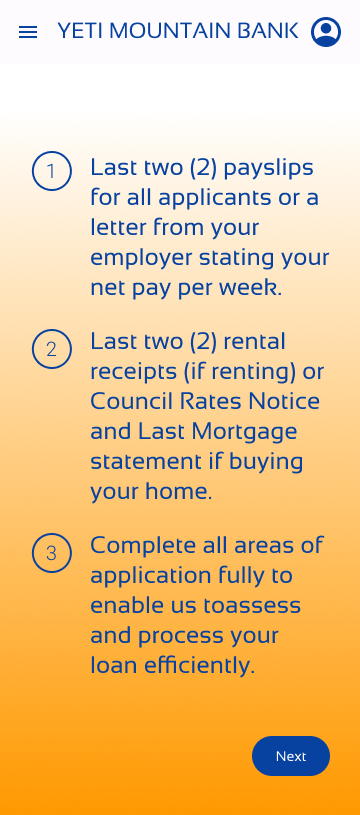 YETI MOUNTAIN BANK
1
Last two (2) payslips
for all applicants or a
letter from your
employer stating your
net pay per week.
2
Last two (2) rental
receipts (if renting) or
Council Rates Notice
and Last Mortgage
statement if buying
your home.
3
Complete all areas of
application fully to
enable us toassess
and process your
loan efficiently.
Next